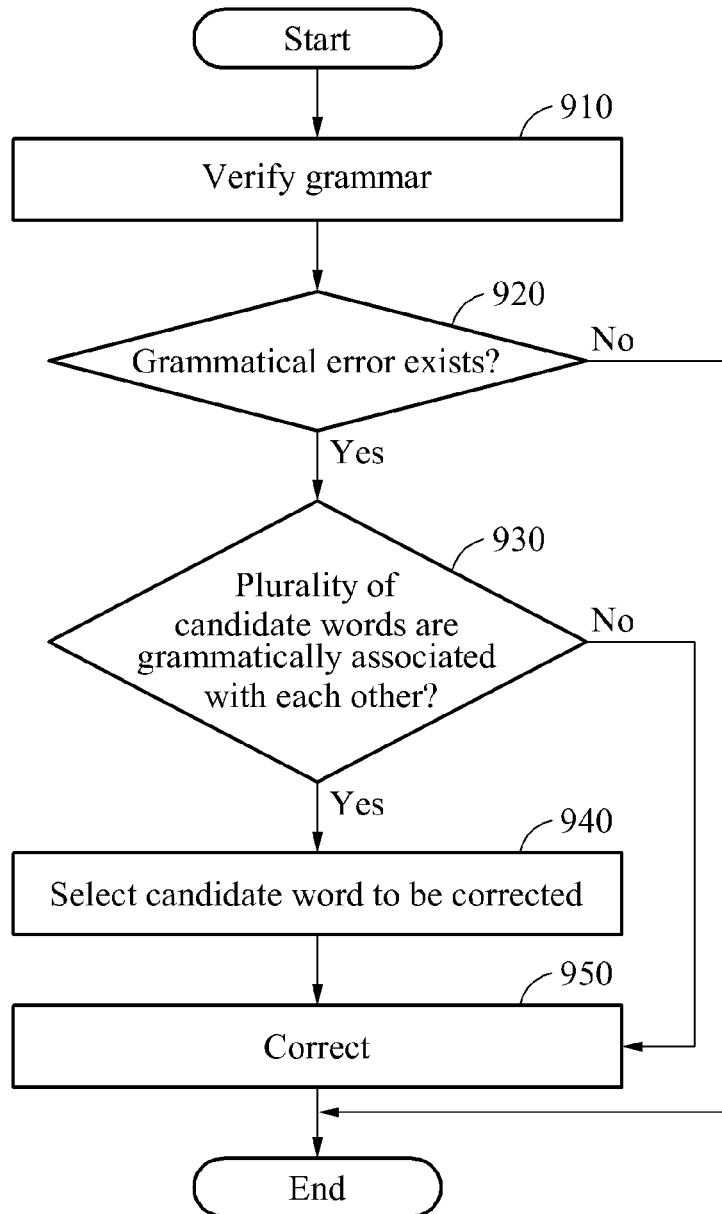 Start
910
Verify grammar
920
Grammatical error exists?
No
Yes
930
Plurality of
candidate words are
grammatically associated
with each other?
No
Yes
940
Select candidate word to be corrected
950
Correct
End